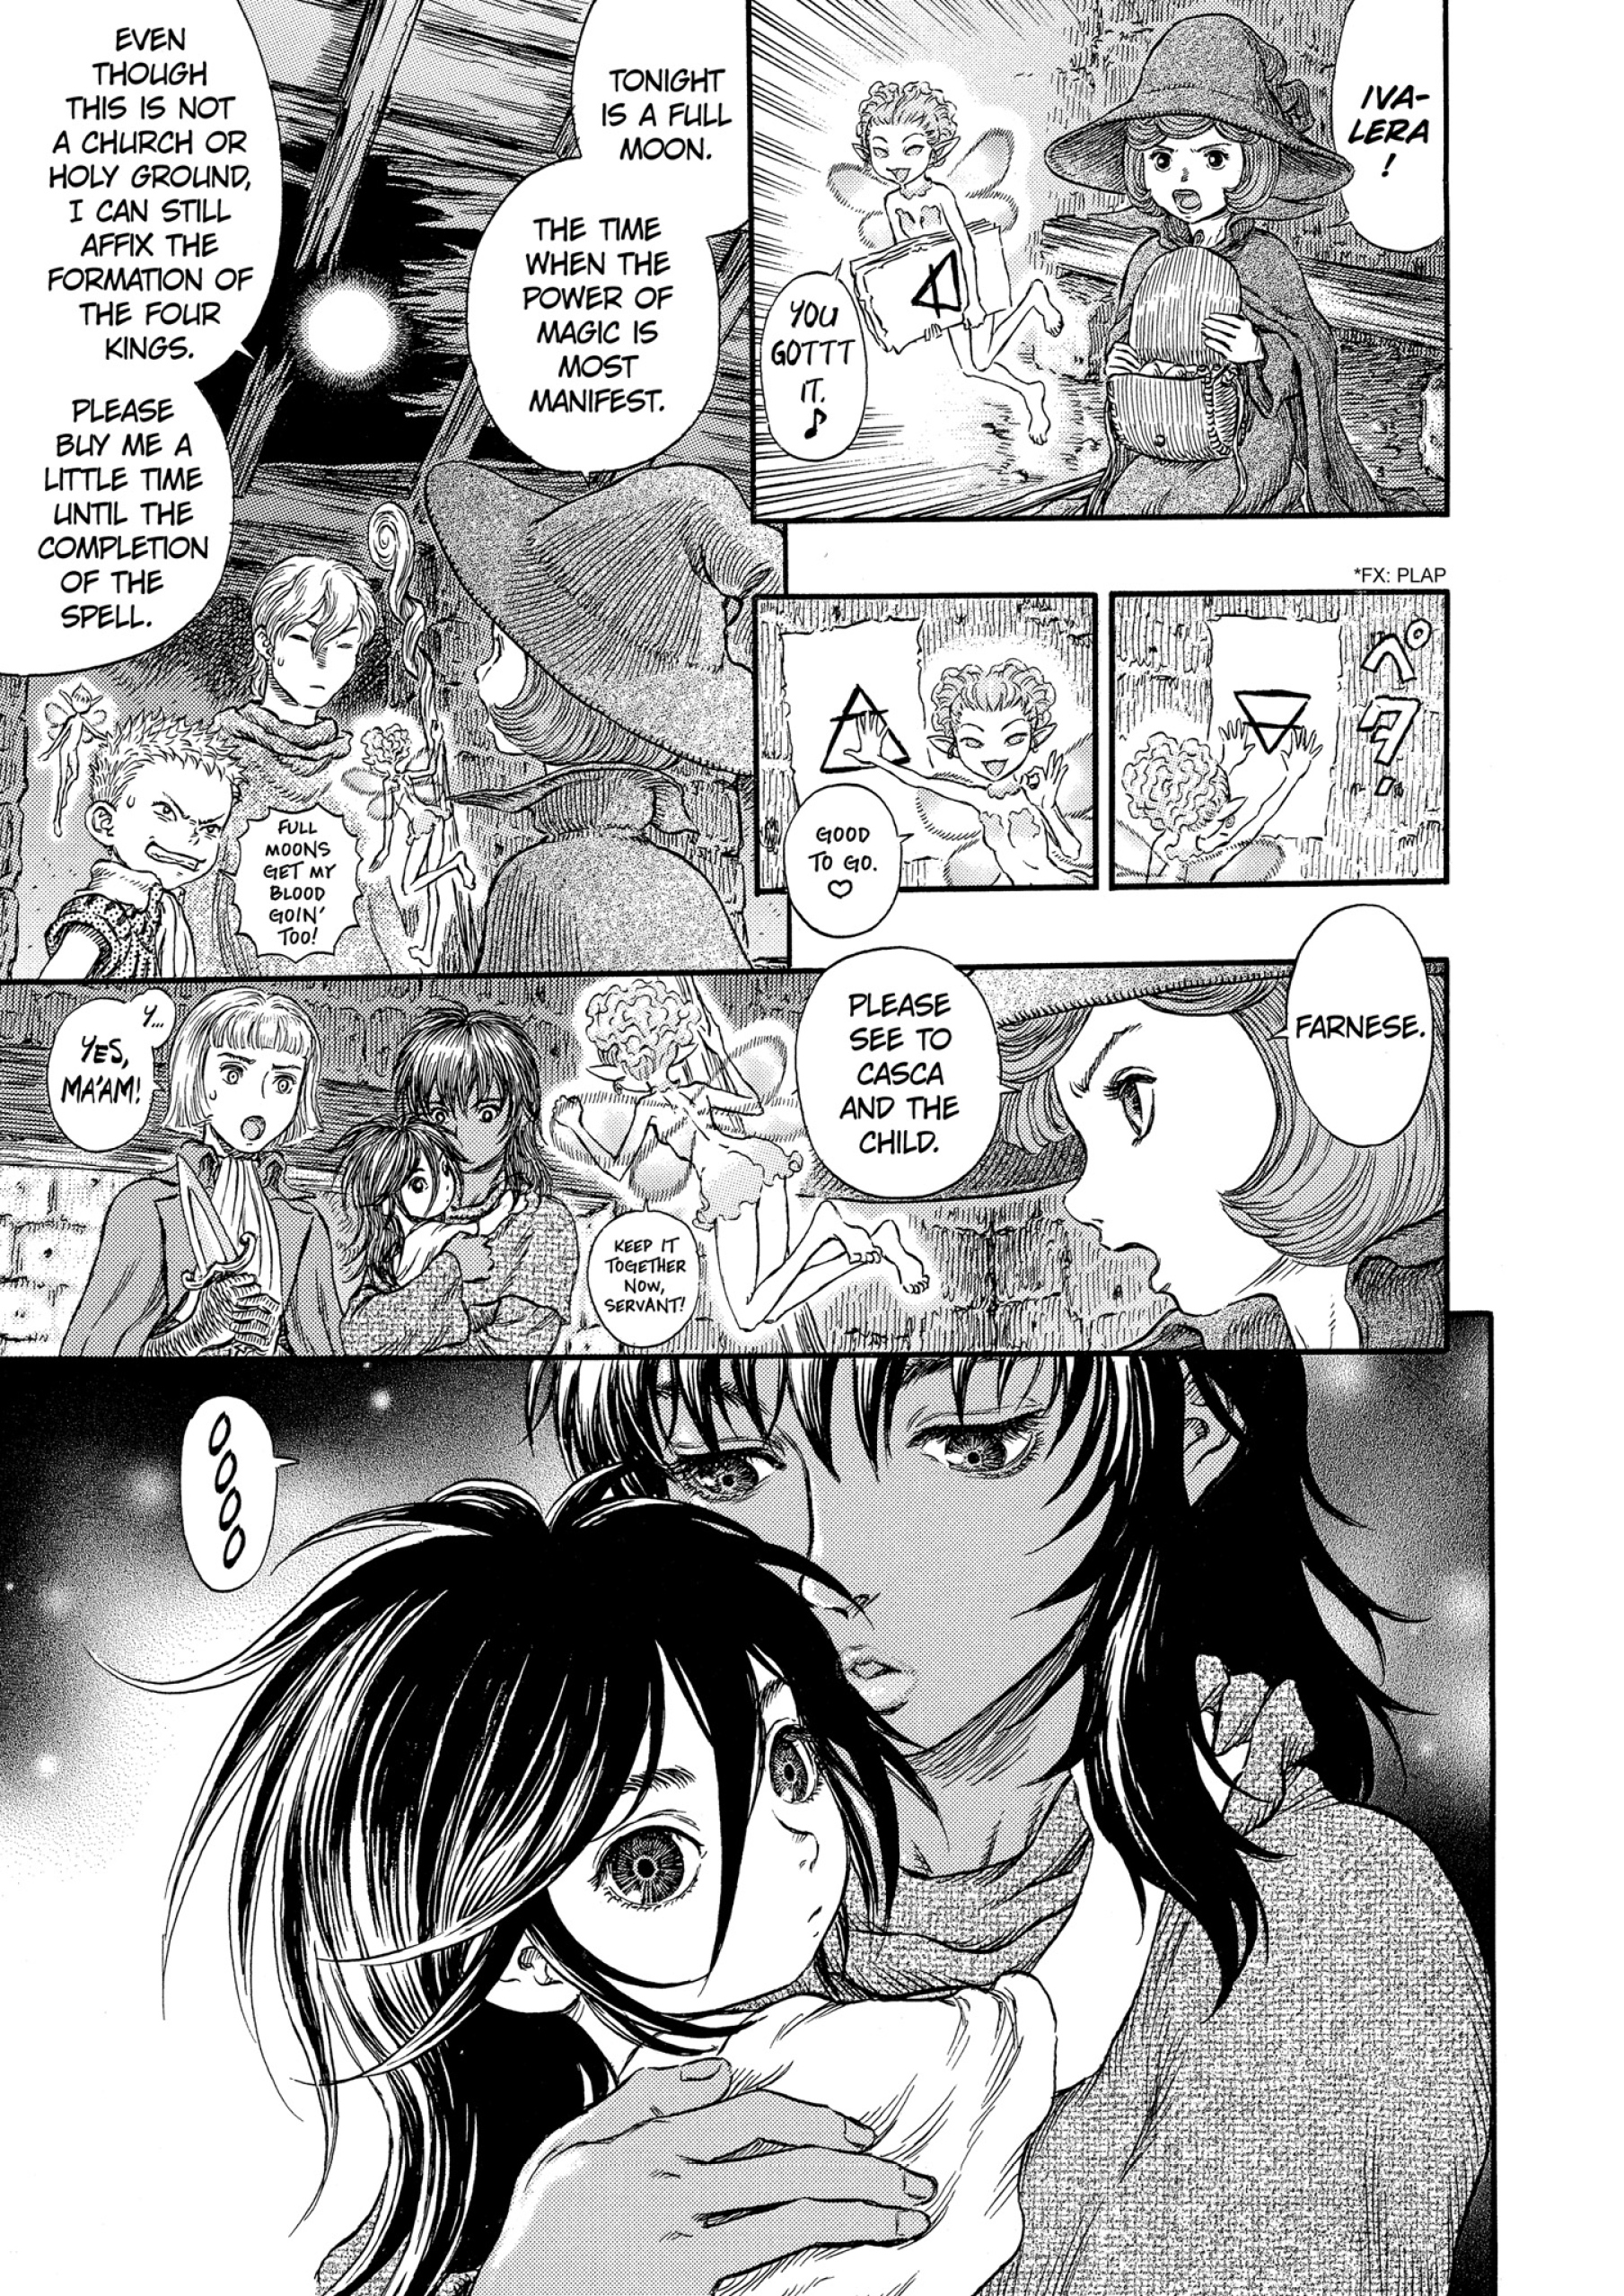 IVA-
LERA
!
YOU
GOTTT
IT.
♪
*FX: PLAP
ペタ
GOOD
TO GO.
♡
TONIGHT
IS A FULL
MOON.
THE TIME
WHEN THE
POWER OF
MAGIC IS
MOST
MANIFEST.
EVEN
THOUGH
THIS IS NOT
A CHURCH OR
HOLY GROUND,
I CAN STILL
AFFIX THE
FORMATION OF
THE FOUR
KINGS.
PLEASE
BUY ME A
LITTLE TIME
UNTIL THE
COMPLETION
OF THE
SPELL.
FULL
MOONS
GET MY
BLOOD
GOIN'
TOO!
FARNESE.
PLEASE
SEE TO
CASCA
AND THE
CHILD.
KEEP IT
TOGETHER
NOW,
SERVANT!
Y...
YES,
MA'AM!
OOOO